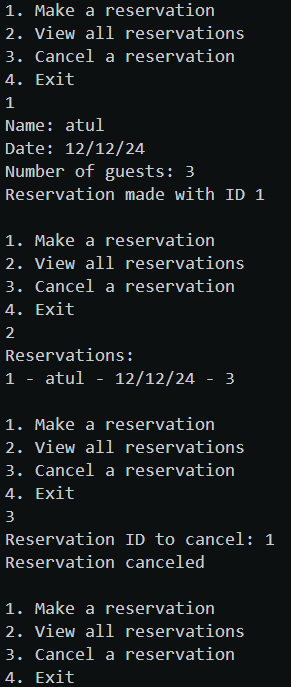 1. Make a reservation
2. View all reservations
3. Cancel a reservation
4. Exit
1
Name: atul
Date: 12/12/24
Number of guests: 3
Reservation made with ID 1

1. Make a reservation
2. View all reservations
3. Cancel a reservation
4. Exit
2
Reservations:
1 - atul - 12/12/24 - 3

1. Make a reservation
2. View all reservations
3. Cancel a reservation
4. Exit
3
Reservation ID to cancel: 1
Reservation canceled

1. Make a reservation
2. View all reservations
3. Cancel a reservation
4. Exit